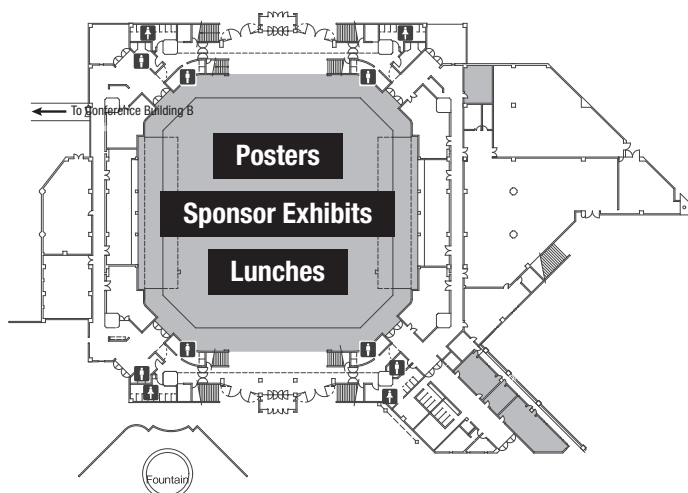 To Conference Building B
Posters
Sponsor Exhibits
Lunches
Fountain